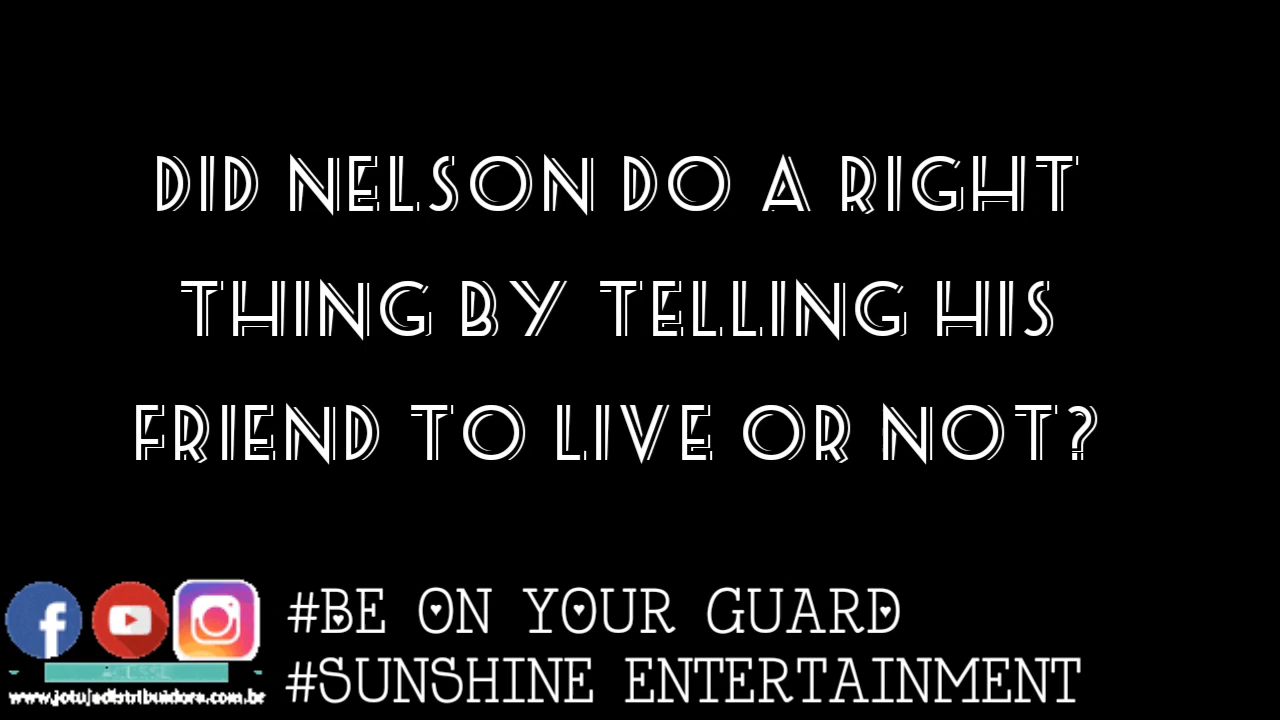 DID NELSON DO A RIGHT
THING BY TELLING HIS
FRIEND TO LIVE OR NOT?
#BE ON YOUR GUARD
ACESSE
www.jotujedistribuidora.com.br
#SUNSHINE ENTERTAINMENT